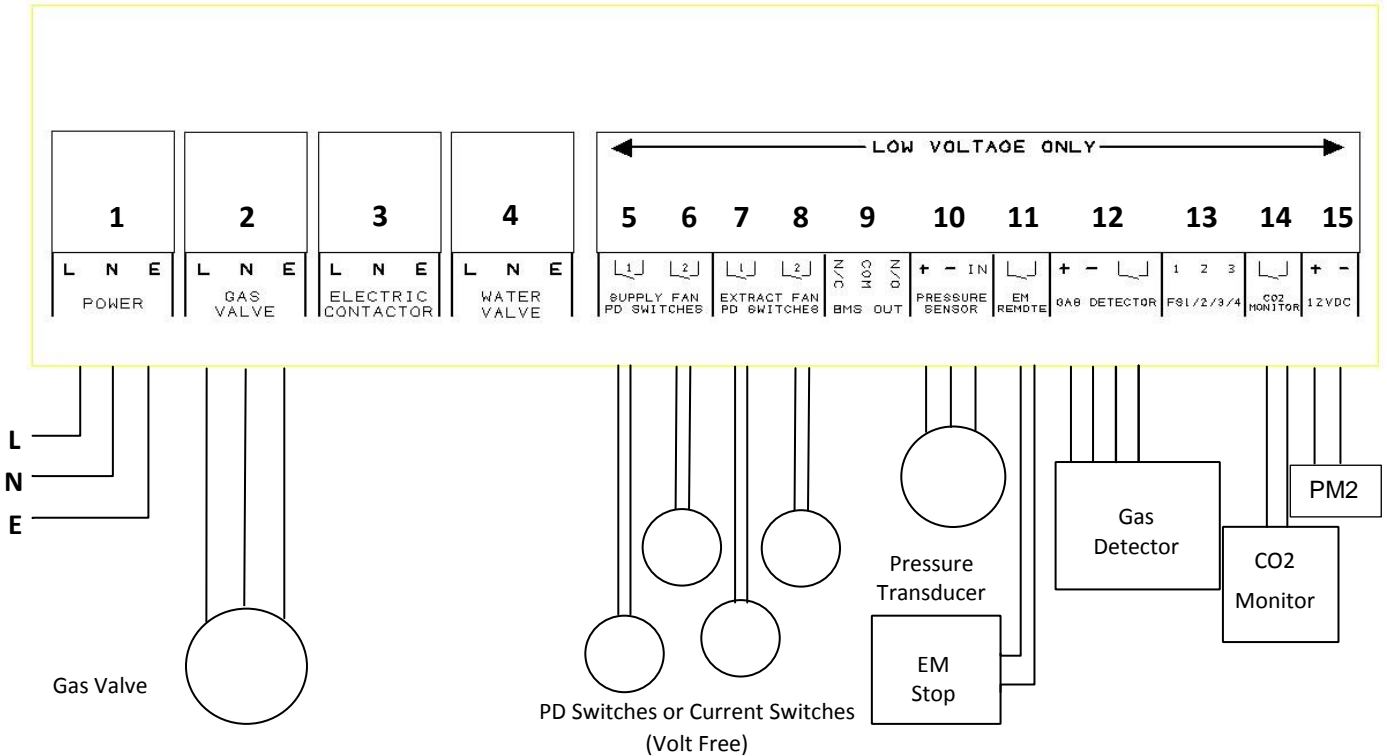 LOW VOLTAGE ONLY
1 2 3 4 5 6 7 8 9 10 11 12 13 14 15
L N E L N E L N E L N E 1 2 1 2 N/C COM N/O + - IN + - 1 2 3 + -
POWER
GAS
VALVE
ELECTRIC
CONTACTOR
WATER
VALVE
SUPPLY FAN
PD SWITCHES
EXTRACT FAN
PD SWITCHES
BMS OUT
PRESSURE
SENSOR
EM
REMOTE
GAS DETECTOR
FS1/2/3/4
CO2
MONITOR
12VDC
L
N
E
Gas Valve
PD Switches or Current Switches
(Volt Free)
Pressure
Transducer
EM
Stop
Gas
Detector
CO2
Monitor
PM2